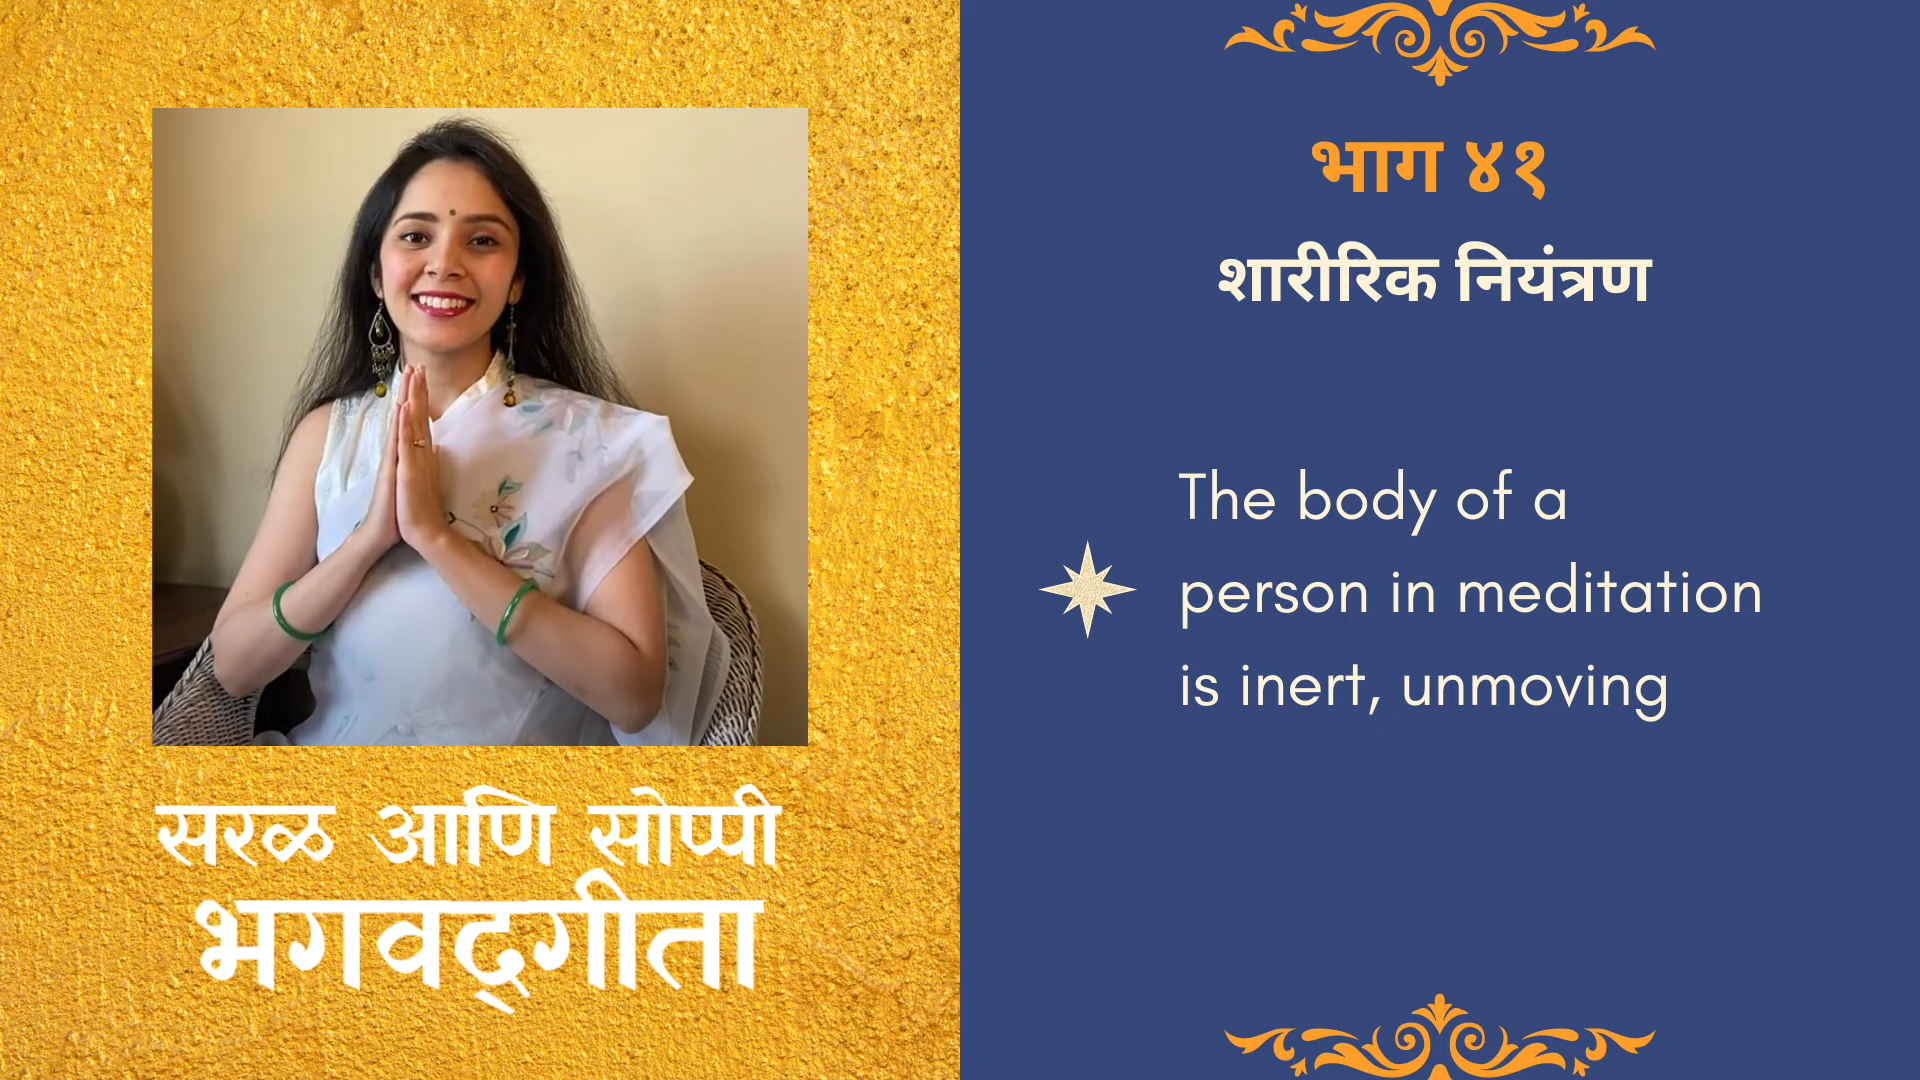 सरळ आणि सोप्पी
भगवद्‌गीता
भाग ४१
शारीरिक नियंत्रण
The body of a
person in meditation
is inert, unmoving